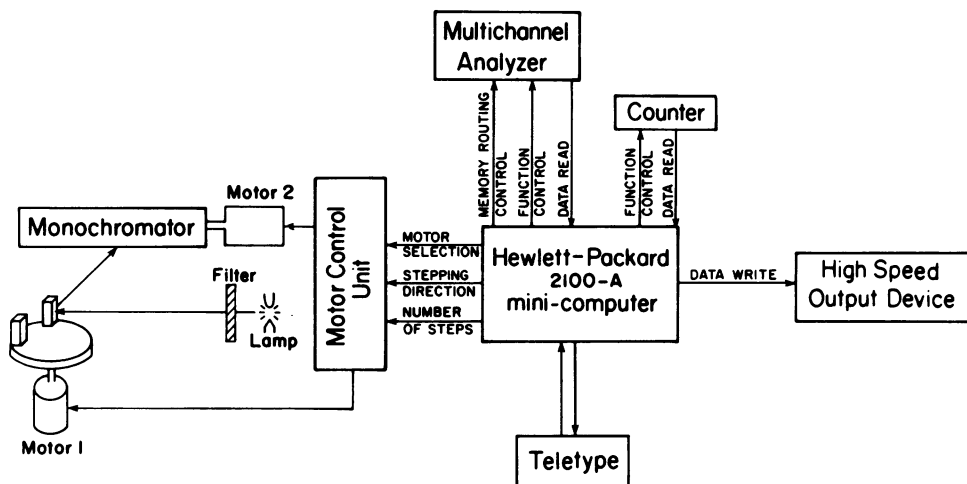 Multichannel
Analyzer
Counter
MEMORY ROUTING
CONTROL
FUNCTION
CONTROL
DATA READ
FUNCTION
CONTROL
DATA READ
Motor 2
Monochromator
Motor Control
Unit
MOTOR
SELECTION
STEPPING
DIRECTION
NUMBER
OF STEPS
Hewlett-Packard
2100-A
mini-computer
DATA WRITE
High Speed
Output Device
Filter
Lamp
Motor 1
Teletype